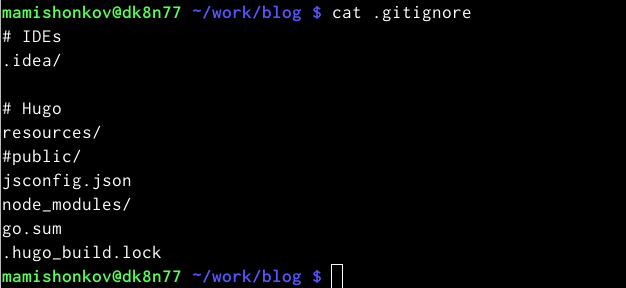 mamishonkov@dk8n77 ~/work/blog $ cat .gitignore
# IDEs
.idea/

# Hugo
resources/
#public/
jsconfig.json
node_modules/
go.sum
.hugo_build.lock
mamishonkov@dk8n77 ~/work/blog $